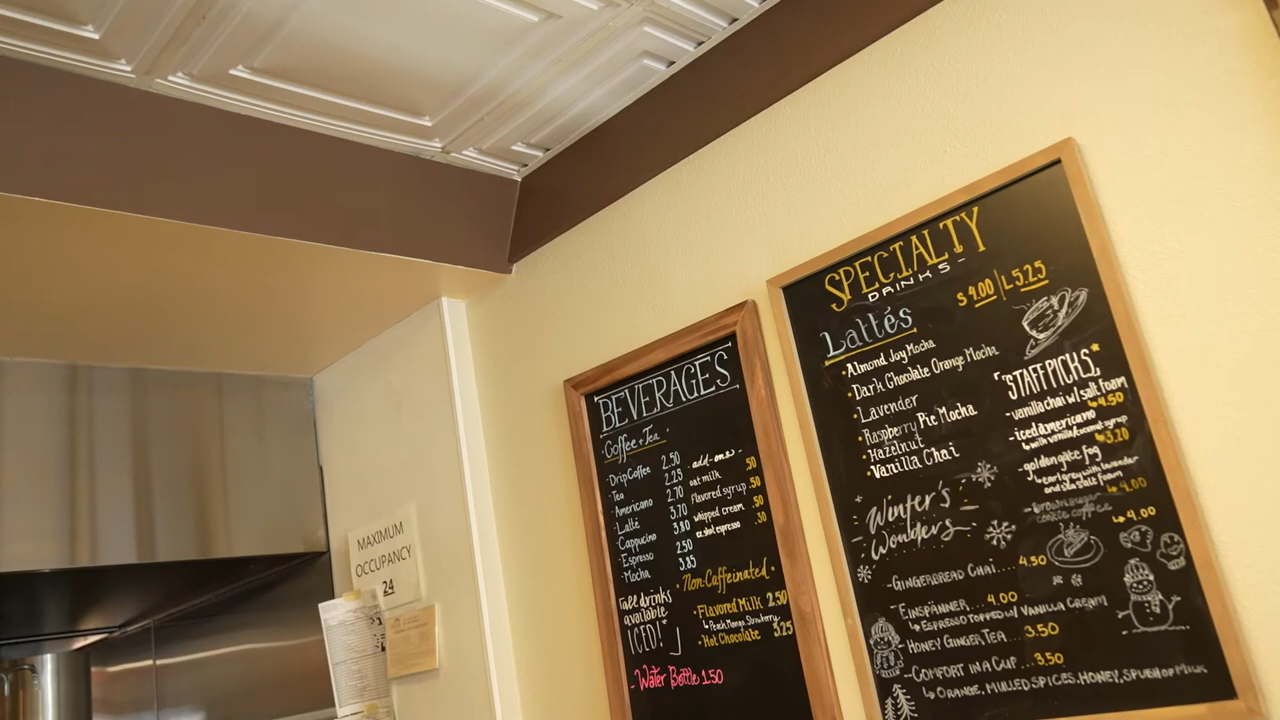 MAXIMUM
OCCUPANCY
24
BEVERAGES
Coffee + Tea
·Drip Coffee 2.50
·Tea 2.25
·Americano 2.70
·Latté 3.70
·Cappucino 3.80
·Espresso 2.50
·Mocha 3.85
-add-ons-
oat milk .50
flavored syrup .50
whipped cream .50
ex. shot espresso .30
[all drinks
available
ICED!*]
·Non-Caffeinated·
·Flavored Milk 2.50
↳ Peach, Mango, Strawberry
·Hot Chocolate 3.25
-Water Bottle 1.50
SPECIALTY
DRINKS-
S 4.00 | L 5.25
Lattés
·Almond Joy Mocha
·Dark Chocolate Orange Mocha
·Lavender
·Raspberry Pie Mocha
·Hazelnut
·Vanilla Chai
"STAFF PICKS"
-vanilla chai w/ salt foam
↳4.50
-iced americano
↳with vanilla/coconut syrup
↳3.20
-golden gate fog
↳earl grey with lavender
and sea salt foam
↳4.00
-brown sugar
cookie coffee
↳4.00
Winter's
Wonders
-GINGERBREAD CHAI... 4.50
-EINSPÄNNER... 4.00
↳ESPRESSO TOPPED W/ VANILLA CREAM
-HONEY GINGER TEA... 3.50
-COMFORT IN A CUP... 3.50
↳ORANGE, MULLED SPICES, HONEY, SPLASH OF MILK